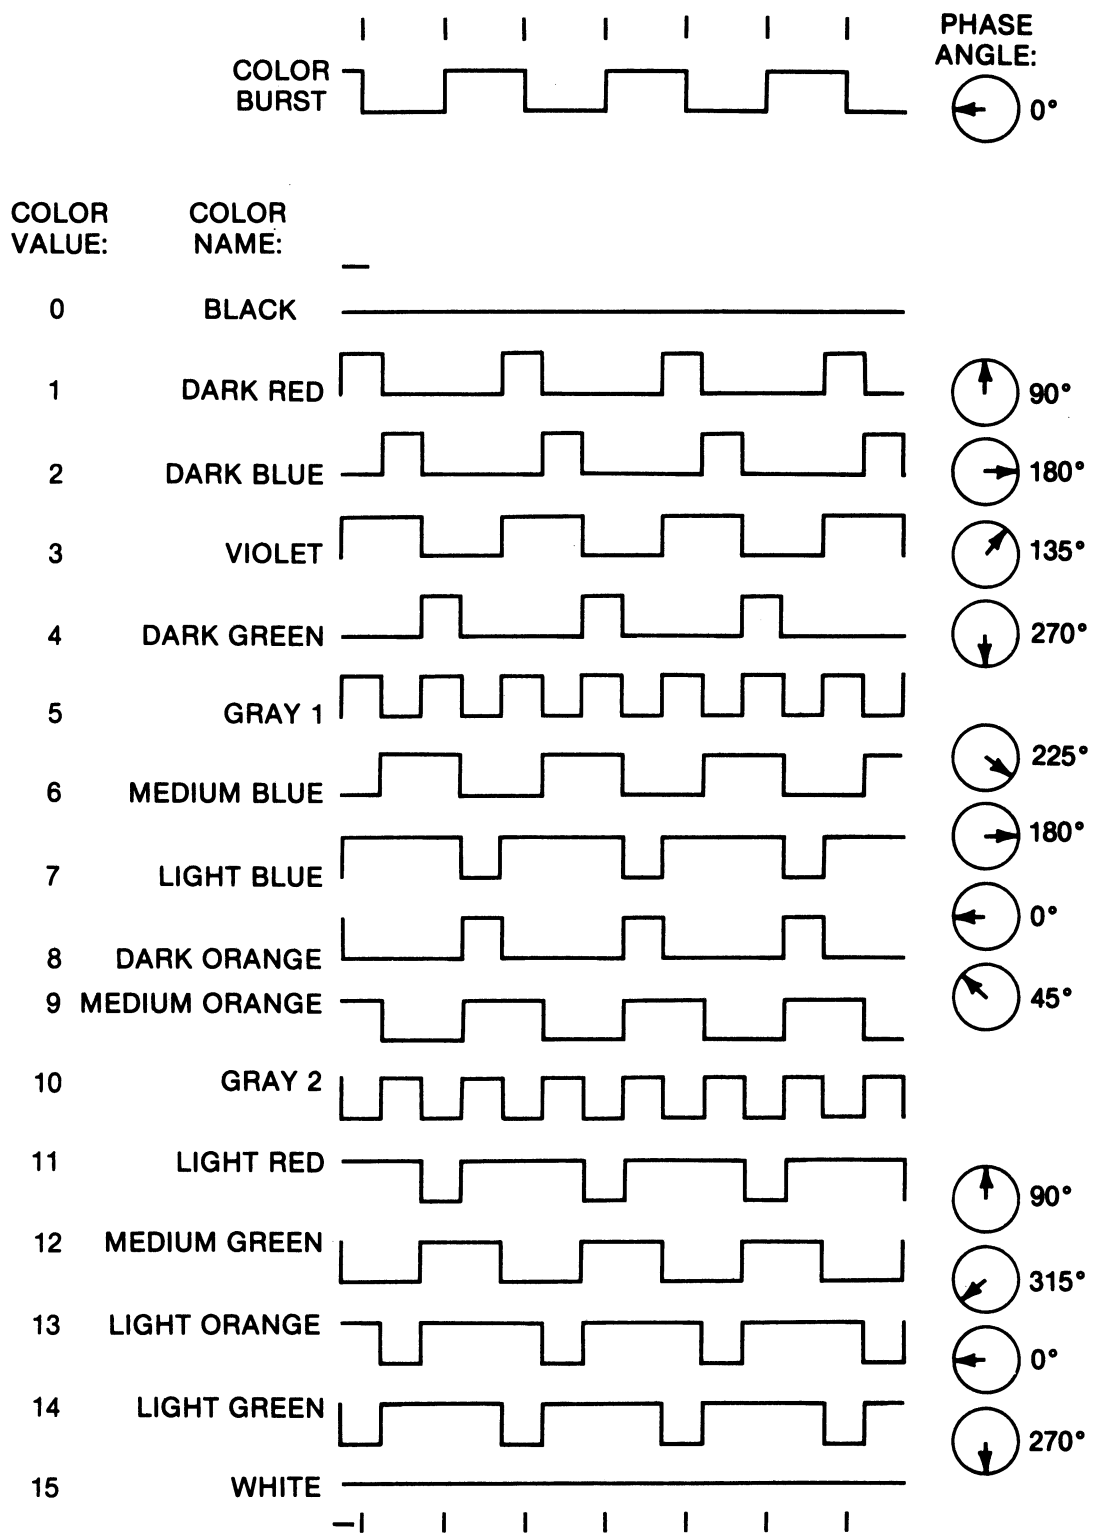 PHASE
ANGLE:
COLOR
BURST
0°
COLOR
VALUE:
COLOR
NAME:
0 BLACK
1 DARK RED 90°
2 DARK BLUE 180°
3 VIOLET 135°
4 DARK GREEN 270°
5 GRAY 1
6 MEDIUM BLUE 225°
7 LIGHT BLUE 180°
8 DARK ORANGE 0°
9 MEDIUM ORANGE 45°
10 GRAY 2
11 LIGHT RED 90°
12 MEDIUM GREEN 315°
13 LIGHT ORANGE 0°
14 LIGHT GREEN 270°
15 WHITE